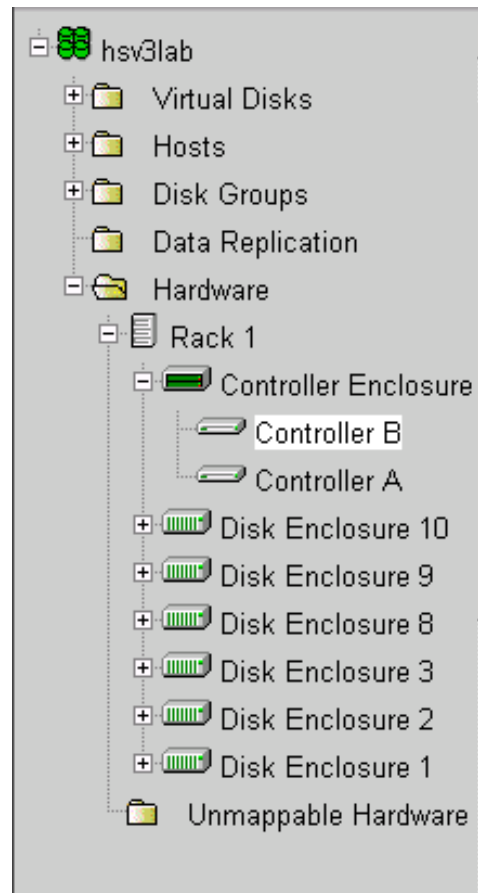 hsv3lab
Virtual Disks
Hosts
Disk Groups
Data Replication
Hardware
Rack 1
Controller Enclosure
Controller B
Controller A
Disk Enclosure 10
Disk Enclosure 9
Disk Enclosure 8
Disk Enclosure 3
Disk Enclosure 2
Disk Enclosure 1
Unmappable Hardware